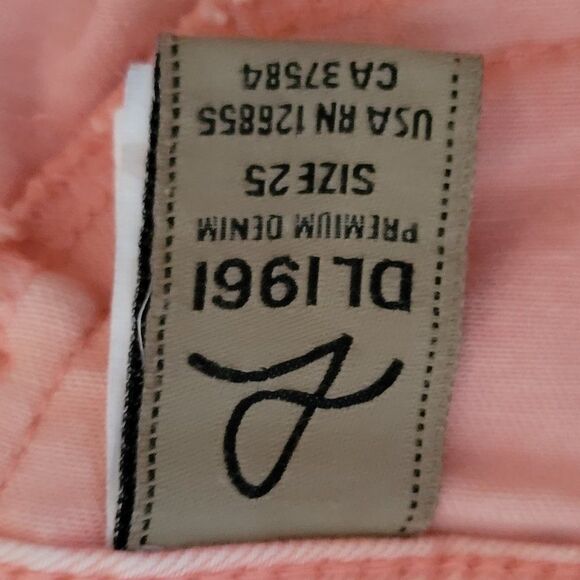 DL1961
PREMIUM DENIM
SIZE 25
USA RN 126855
CA 37584